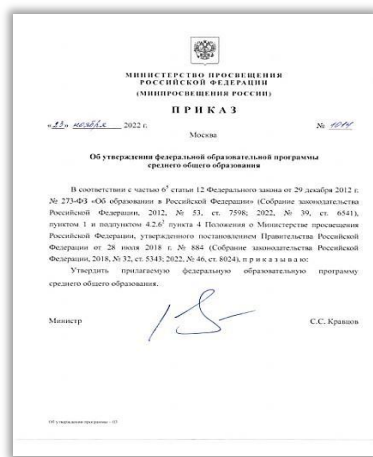 МИНИСТЕРСТВО ПРОСВЕЩЕНИЯ
РОССИЙСКОЙ ФЕДЕРАЦИИ
(МИНПРОСВЕЩЕНИЯ РОССИИ)
ПРИКАЗ
«23» ноября 2022 г. № 1014
Москва
Об утверждении федеральной образовательной программы
среднего общего образования
В соответствии с частью 6⁵ статьи 12 Федерального закона от 29 декабря 2012 г.
№ 273-ФЗ «Об образовании в Российской Федерации» (Собрание законодательства
Российской Федерации, 2012, № 53, ст. 7598; 2022, № 39, ст. 6541),
пунктом 1 и подпунктом 4.2.6 пункта 4 Положения о Министерстве просвещения
Российской Федерации, утвержденного постановлением Правительства Российской
Федерации от 28 июля 2018 г. № 884 (Собрание законодательства Российской
Федерации, 2018, № 32, ст. 5343; 2022, № 46, ст. 8024), приказываю:
Утвердить прилагаемую федеральную образовательную программу
среднего общего образования.
Министр С.С. Кравцов